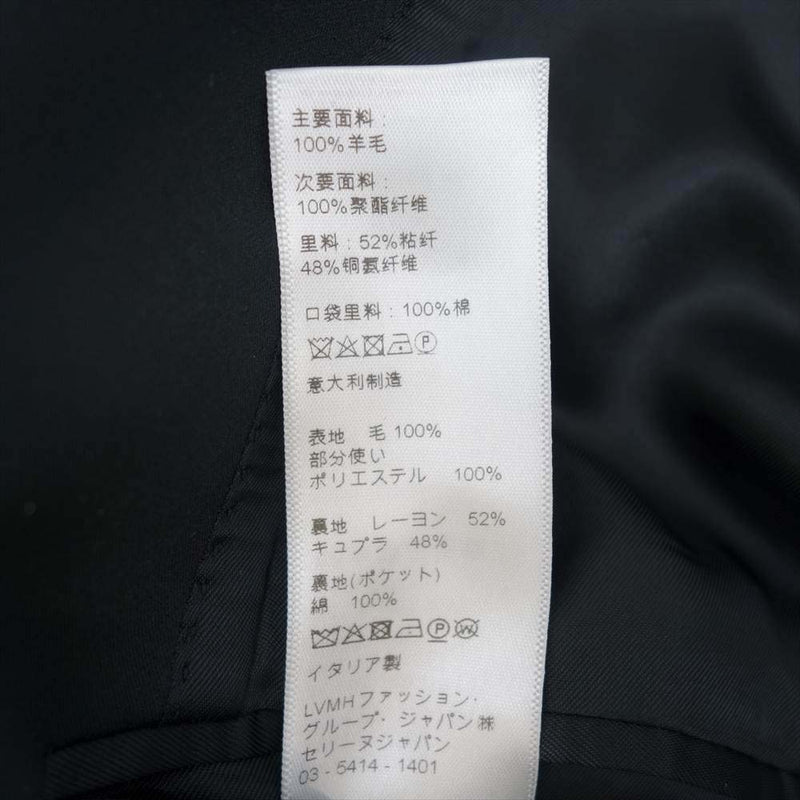 主要面料：
100%羊毛
次要面料：
100%聚酯纤维
里料：52%粘纤
48%铜氨纤维
口袋里料：100%棉
意大利制造
表地 毛 100%
部分使い
ポリエステル 100%
裏地 レーヨン 52%
キュプラ 48%
裏地(ポケット)
綿 100%
イタリア製
LVMHファッション・
グループ・ジャパン㈱
セリーヌジャパン
03-5414-1401